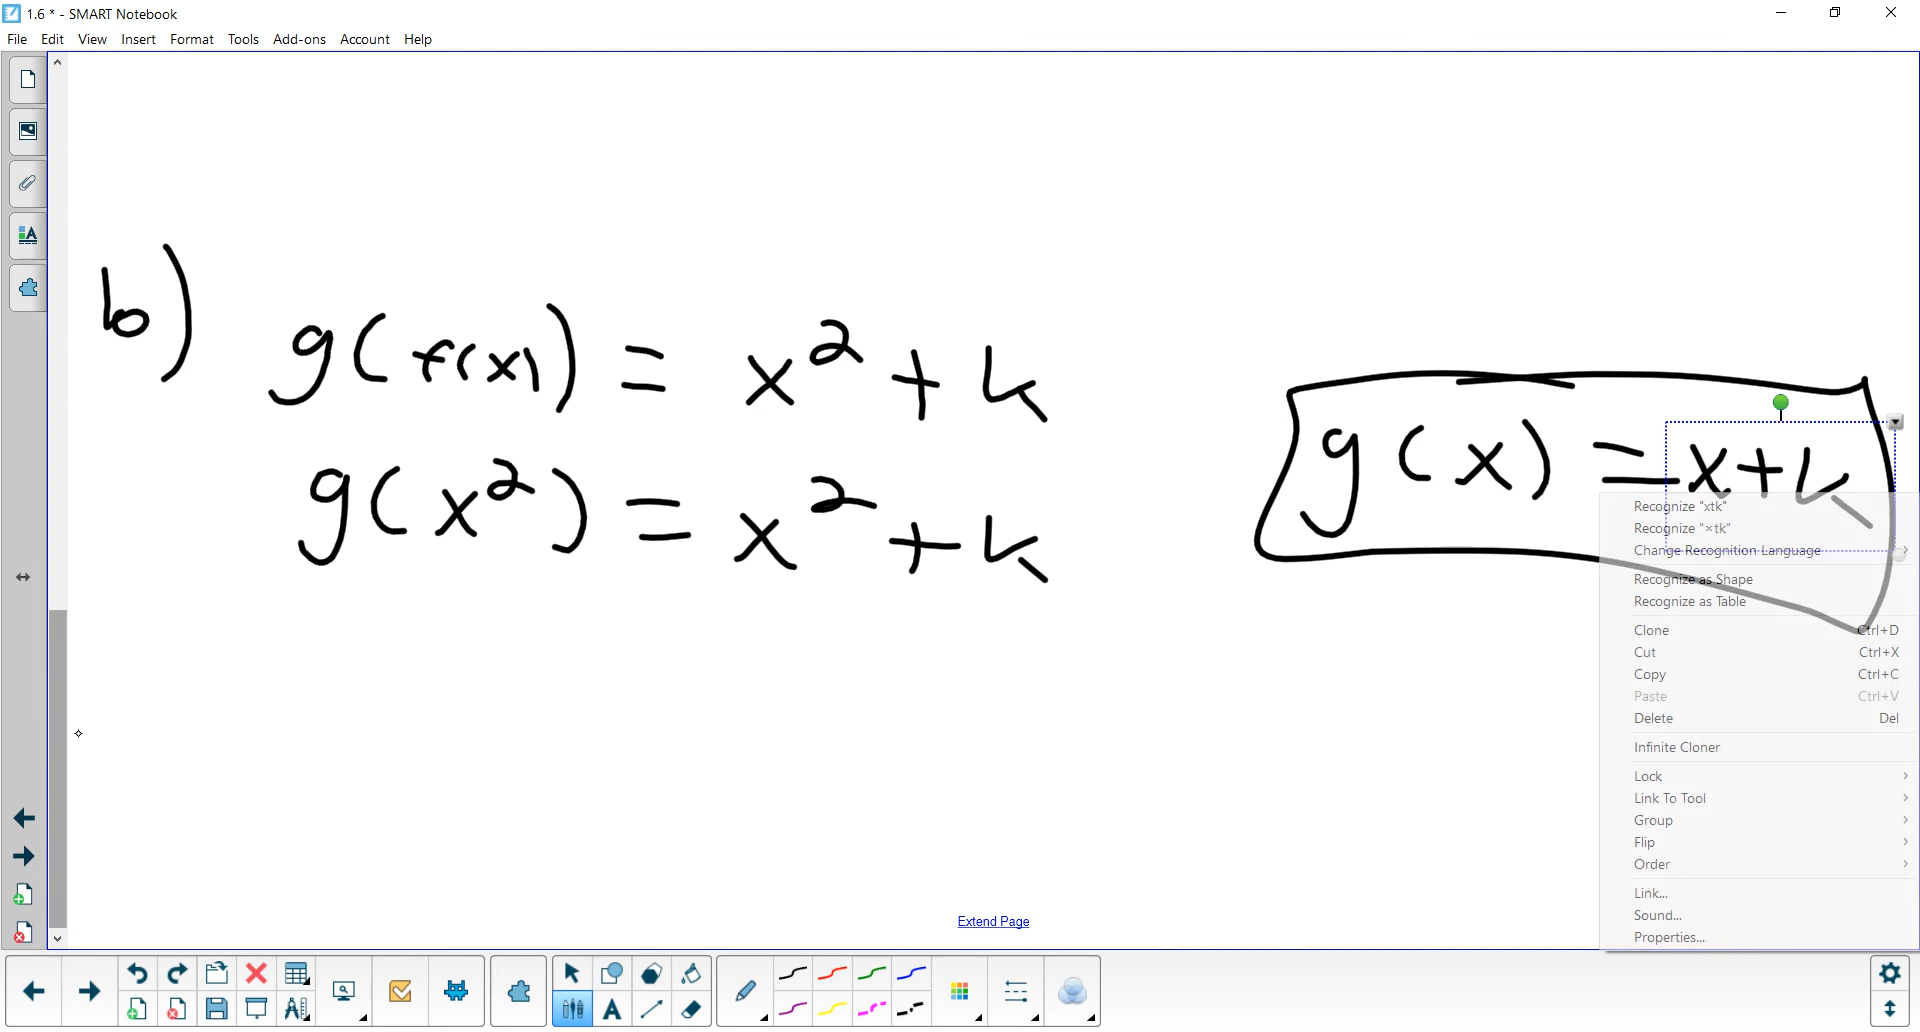 1.6 * - SMART Notebook
File Edit View Insert Format Tools Add-ons Account Help
b)
g(f(x)) = x² + k
g(x²) = x² + k
g(x) = x+k
Recognize "xtk"
Recognize "×tk"
Change Recognition Language
Recognize as Shape
Recognize as Table
Clone Ctrl+D
Cut Ctrl+X
Copy Ctrl+C
Paste Ctrl+V
Delete Del
Infinite Cloner
Lock
Link To Tool
Group
Flip
Order
Link...
Sound...
Properties...
Extend Page